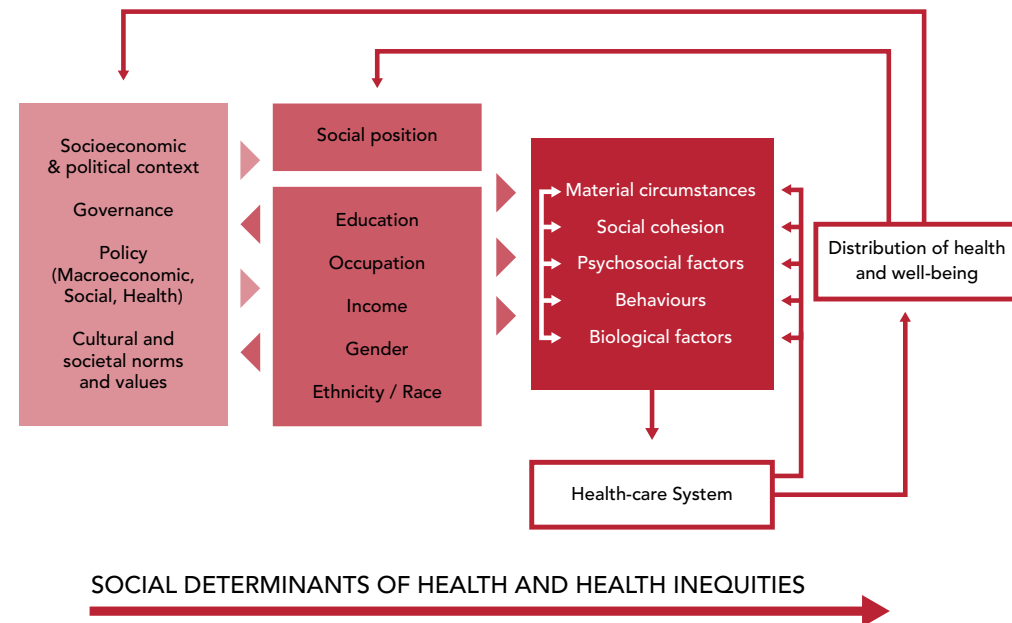 Socioeconomic
& political context
Governance
Policy
(Macroeconomic,
Social, Health)
Cultural and
societal norms
and values
Social position
Education
Occupation
Income
Gender
Ethnicity / Race
Material circumstances
Social cohesion
Psychosocial factors
Behaviours
Biological factors
Distribution of health
and well-being
Health-care System
SOCIAL DETERMINANTS OF HEALTH AND HEALTH INEQUITIES